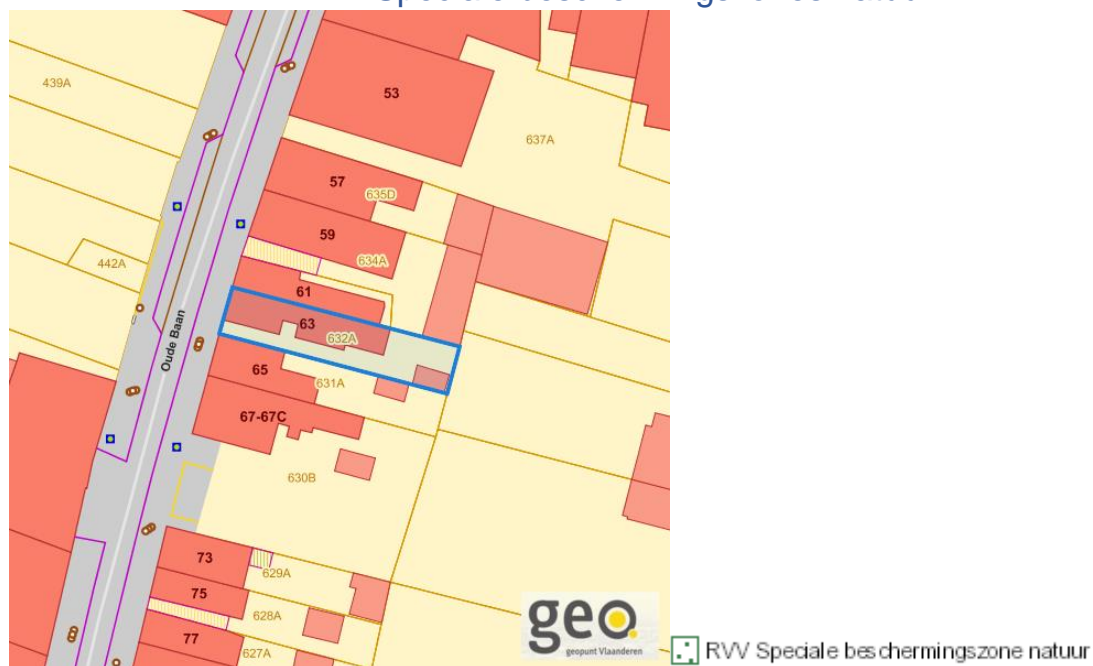 439A
53
637A
57
635D
59
634A
442A
61
63
632A
Oude Baan
65
631A
67-67C
630B
73
629A
75
628A
77
627A
geo
geopunt Vlaanderen
RVV Speciale beschermingszone natuur